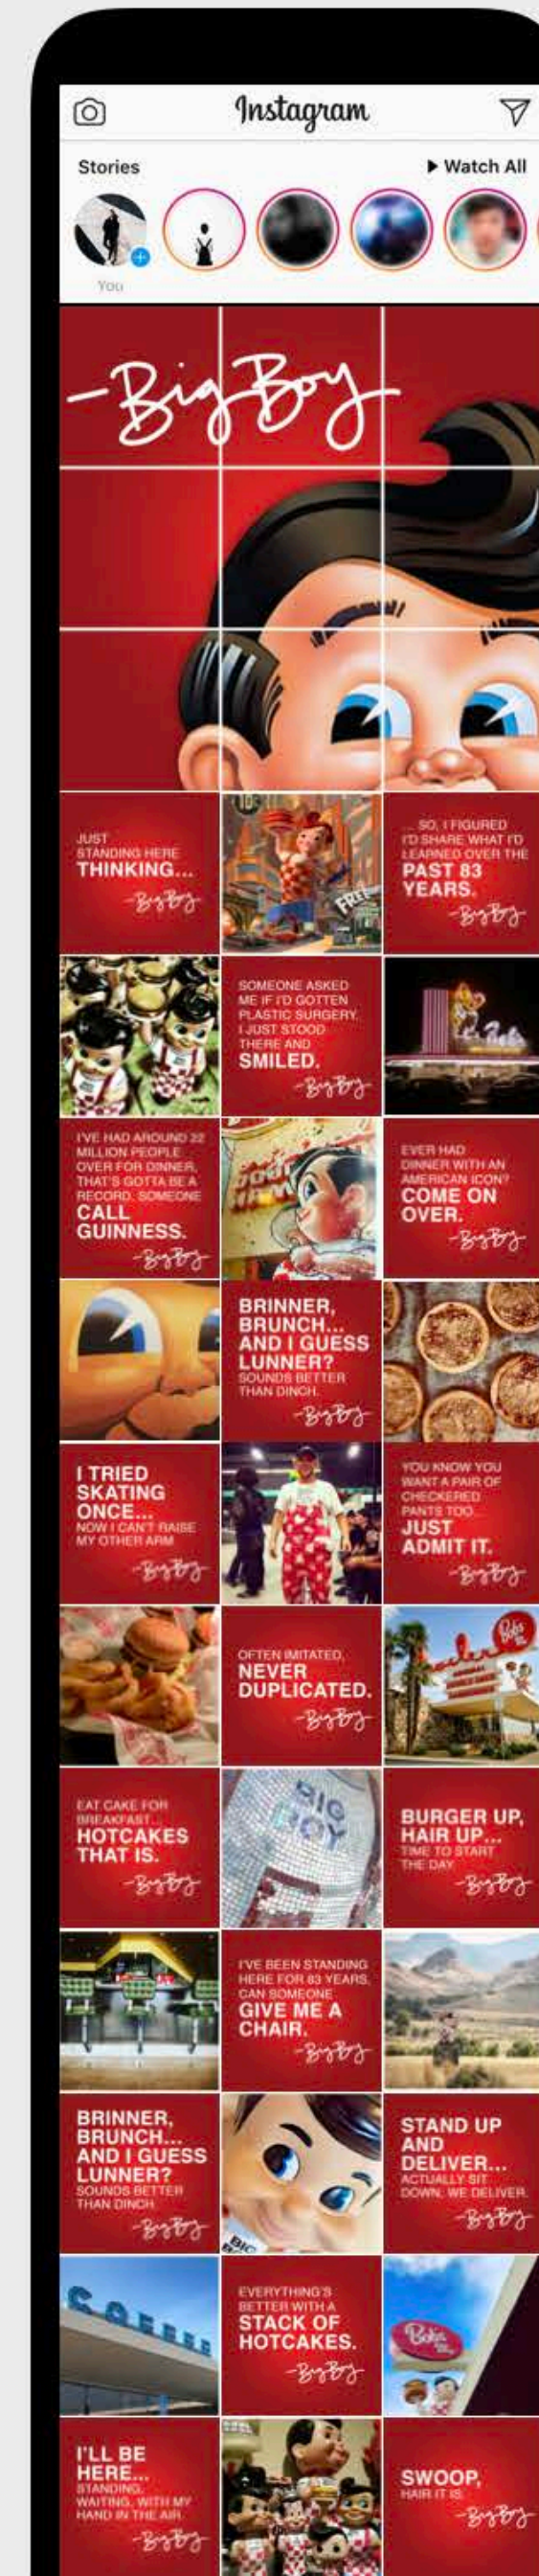 Instagram
Stories
Watch All
You
-Big Boy
JUST
STANDING HERE
THINKING...
-Big Boy
FREE
... SO, I FIGURED
I'D SHARE WHAT I'D
LEARNED OVER THE
PAST 83
YEARS.
-Big Boy
SOMEONE ASKED
ME IF I'D GOTTEN
PLASTIC SURGERY,
I JUST STOOD
THERE AND
SMILED.
-Big Boy
I'VE HAD AROUND 22
MILLION PEOPLE
OVER FOR DINNER,
THAT'S GOTTA BE A
RECORD. SOMEONE
CALL
GUINNESS.
-Big Boy
EVER HAD
DINNER WITH AN
AMERICAN ICON?
COME ON
OVER.
-Big Boy
BRINNER,
BRUNCH...
AND I GUESS
LUNNER?
SOUNDS BETTER
THAN DINCH.
-Big Boy
I TRIED
SKATING
ONCE...
NOW I CAN'T RAISE
MY OTHER ARM
-Big Boy
YOU KNOW YOU
WANT A PAIR OF
CHECKERED
PANTS TOO...
JUST
ADMIT IT.
-Big Boy
OFTEN IMITATED,
NEVER
DUPLICATED.
-Big Boy
Bob's
EAT CAKE FOR
BREAKFAST...
HOTCAKES
THAT IS.
-Big Boy
BIG
BOY
BURGER UP,
HAIR UP...
TIME TO START
THE DAY
-Big Boy
I'VE BEEN STANDING
HERE FOR 83 YEARS,
CAN SOMEONE
GIVE ME A
CHAIR.
-Big Boy
BRINNER,
BRUNCH...
AND I GUESS
LUNNER?
SOUNDS BETTER
THAN DINCH.
-Big Boy
BIG
STAND UP
AND
DELIVER...
ACTUALLY SIT
DOWN, WE DELIVER.
-Big Boy
COFFEE
EVERYTHING'S
BETTER WITH A
STACK OF
HOTCAKES.
-Big Boy
Bob's
I'LL BE
HERE...
STANDING,
WAITING, WITH MY
HAND IN THE AIR
-Big Boy
SWOOP,
HAIR IT IS.
-Big Boy